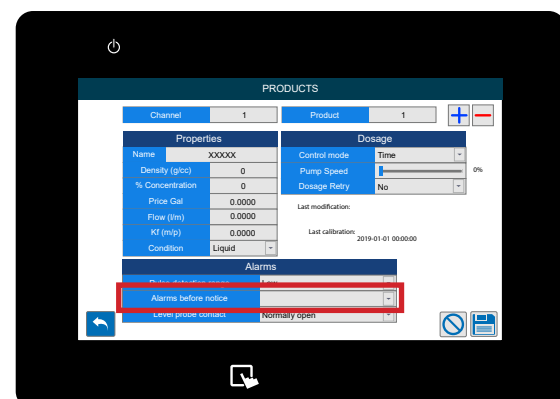 PRODUCTS
Channel 1 Product 1
Properties Dosage
Name XXXXX Control mode Time
Density (g/cc) 0 Pump Speed 0%
% Concentration 0 Dosage Retry No
Price Gal 0.0000
Last modification:
Flow (l/m) 0.0000
Kf (m/p) 0.0000 Last calibration:
2019-01-01 00:00:00
Condition Liquid
Alarms
Pulse detection
Alarms before notice
Level probe contact Normally open